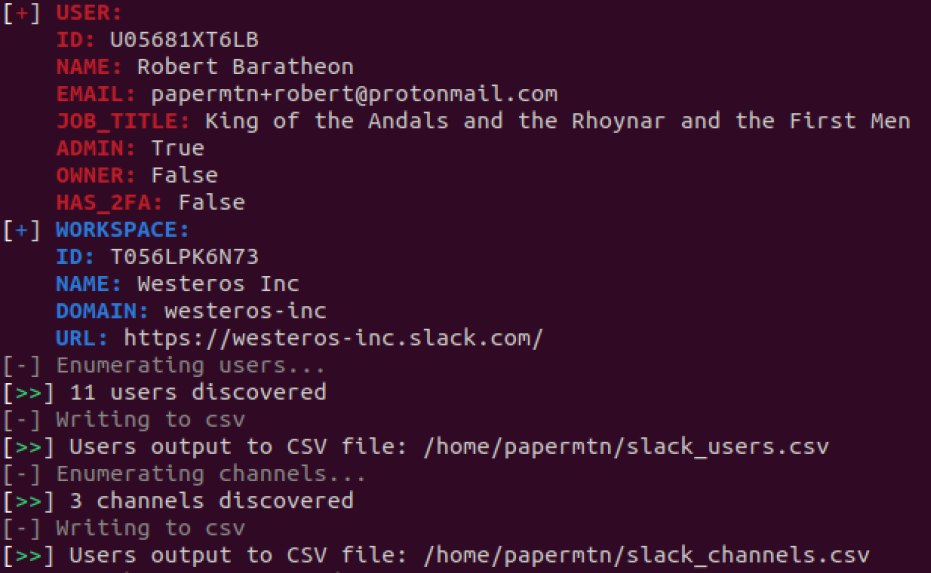 [+] USER:
ID: U05681XT6LB
NAME: Robert Baratheon
EMAIL: papermtn+robert@protonmail.com
JOB_TITLE: King of the Andals and the Rhoynar and the First Men
ADMIN: True
OWNER: False
HAS_2FA: False
[+] WORKSPACE:
ID: T056LPK6N73
NAME: Westeros Inc
DOMAIN: westeros-inc
URL: https://westeros-inc.slack.com/
[-] Enumerating users...
[>>] 11 users discovered
[-] Writing to csv
[>>] Users output to CSV file: /home/papermtn/slack_users.csv
[-] Enumerating channels...
[>>] 3 channels discovered
[-] Writing to csv
[>>] Users output to CSV file: /home/papermtn/slack_channels.csv